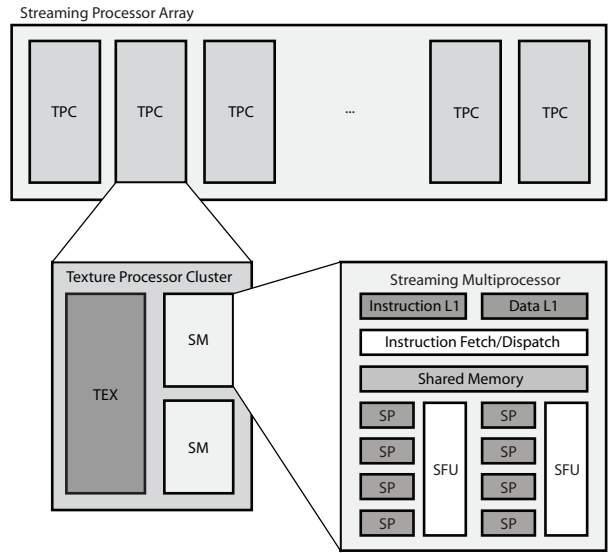 Streaming Processor Array
TPC
TPC
TPC
...
TPC
TPC
Texture Processor Cluster
TEX
SM
SM
Streaming Multiprocessor
Instruction L1
Data L1
Instruction Fetch/Dispatch
Shared Memory
SP
SP
SP
SP
SFU
SP
SP
SP
SP
SFU